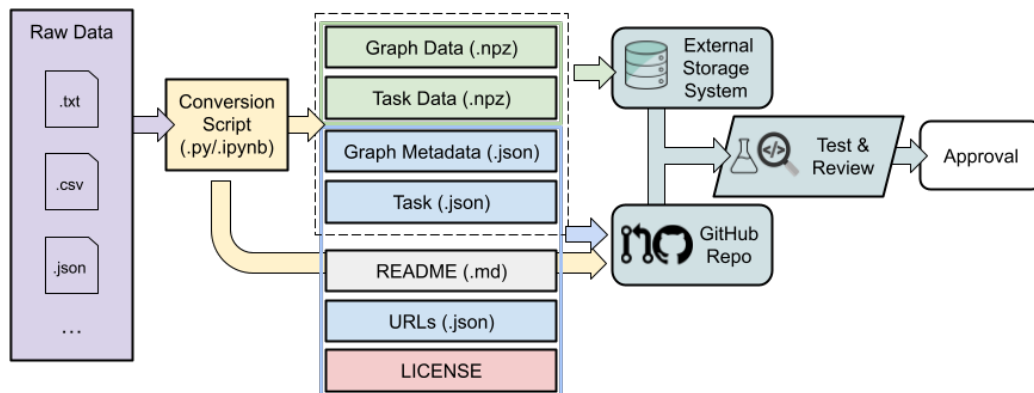 Raw Data
.txt
.csv
.json
...
Conversion
Script
(.py/.ipynb)
Graph Data (.npz)
Task Data (.npz)
Graph Metadata (.json)
Task (.json)
README (.md)
URLs (.json)
LICENSE
External
Storage
System
GitHub
Repo
</>
Test &
Review
Approval